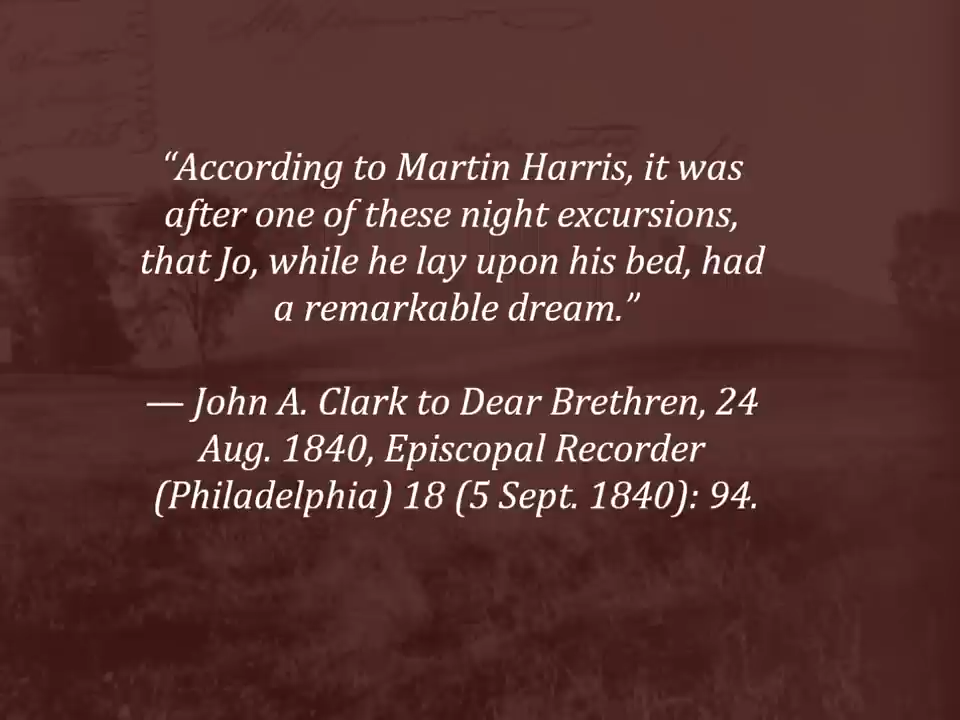 “According to Martin Harris, it was
after one of these night excursions,
that Jo, while he lay upon his bed, had
a remarkable dream.”
— John A. Clark to Dear Brethren, 24
Aug. 1840, Episcopal Recorder
(Philadelphia) 18 (5 Sept. 1840): 94.